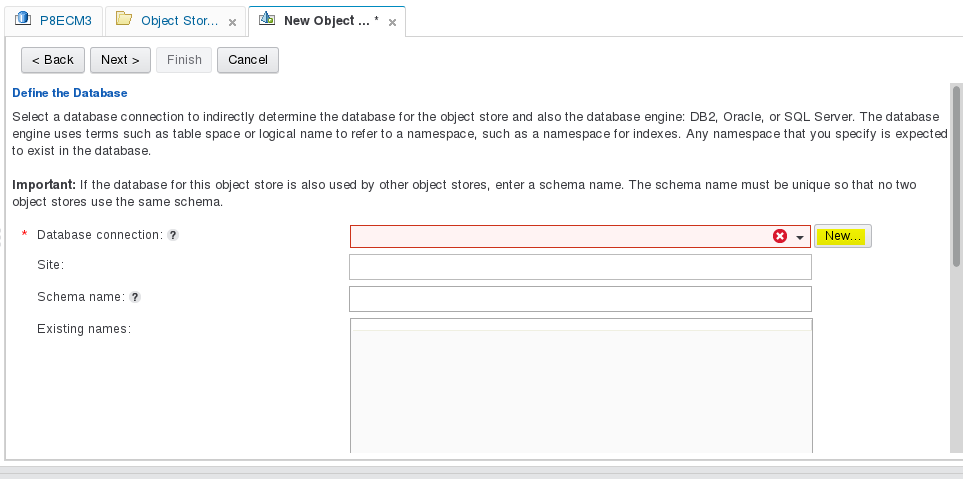 P8ECM3 Object Stor... New Object ... *
< Back Next > Finish Cancel
Define the Database
Select a database connection to indirectly determine the database for the object store and also the database engine: DB2, Oracle, or SQL Server. The database
engine uses terms such as table space or logical name to refer to a namespace, such as a namespace for indexes. Any namespace that you specify is expected
to exist in the database.
Important: If the database for this object store is also used by other object stores, enter a schema name. The schema name must be unique so that no two
object stores use the same schema.
* Database connection: ? New...
Site:
Schema name: ?
Existing names: